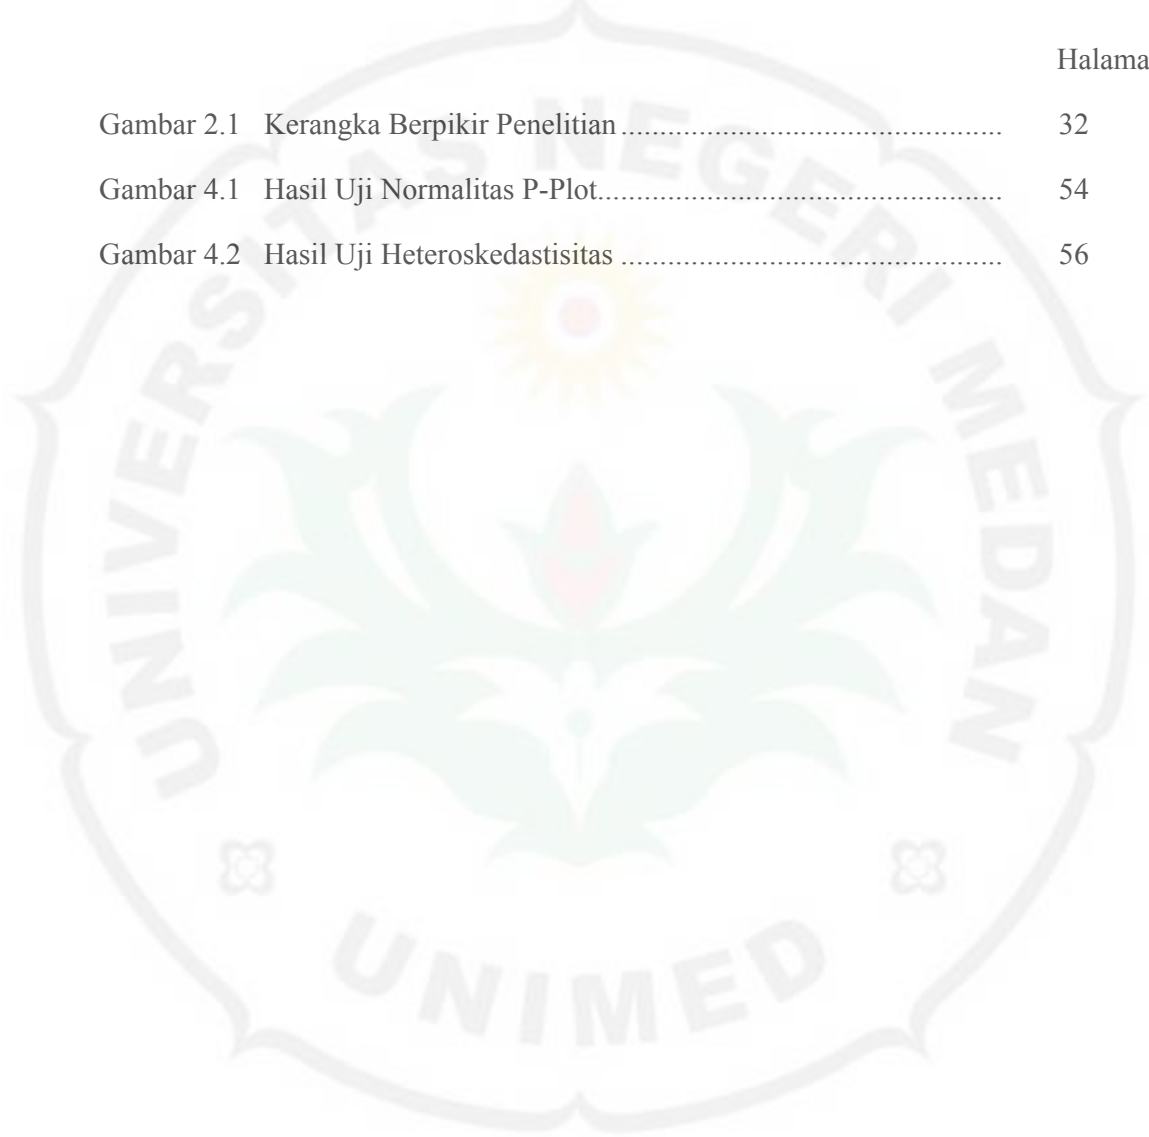 Halama
Gambar 2.1 Kerangka Berpikir Penelitian ................................................. 32
Gambar 4.1 Hasil Uji Normalitas P-Plot.................................................... 54
Gambar 4.2 Hasil Uji Heteroskedastisitas ................................................. 56
UNIVERSITAS NEGERI MEDAN
UNIMED